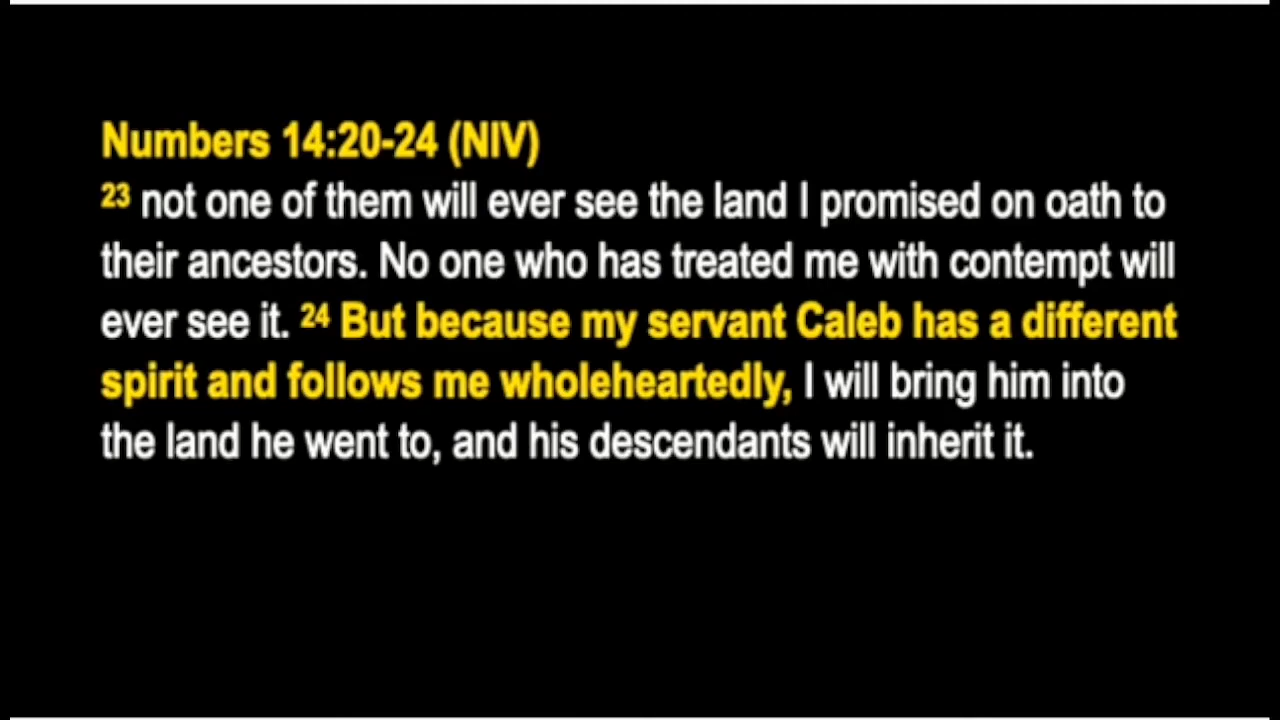 Numbers 14:20-24 (NIV)
23 not one of them will ever see the land I promised on oath to
their ancestors. No one who has treated me with contempt will
ever see it. 24 But because my servant Caleb has a different
spirit and follows me wholeheartedly, I will bring him into
the land he went to, and his descendants will inherit it.